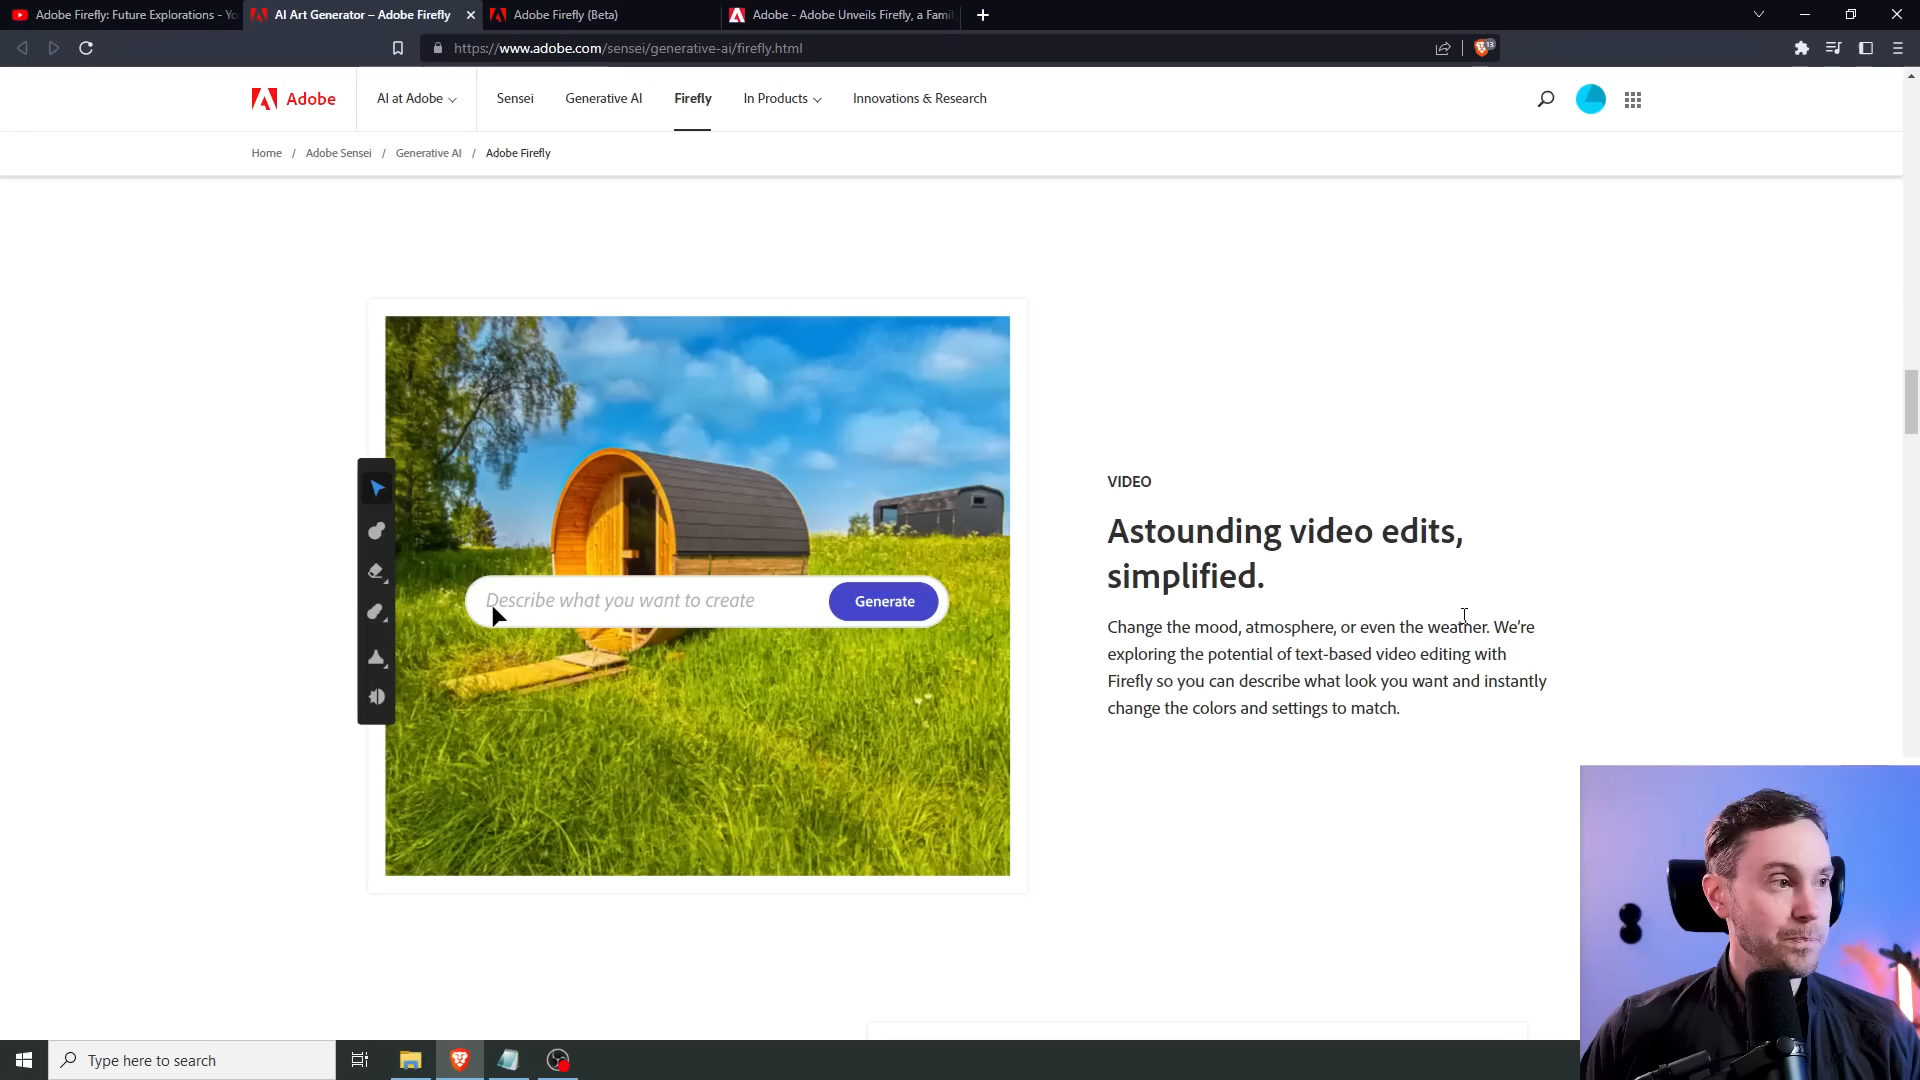 Adobe Firefly: Future Explorations - Yo
AI Art Generator – Adobe Firefly
Adobe Firefly (Beta)
Adobe - Adobe Unveils Firefly, a Fami
https://www.adobe.com/sensei/generative-ai/firefly.html
13
Adobe
AI at Adobe
Sensei
Generative AI
Firefly
In Products
Innovations & Research
Home / Adobe Sensei / Generative AI / Adobe Firefly
Describe what you want to create
Generate
VIDEO
Astounding video edits,
simplified.
Change the mood, atmosphere, or even the weather. We're
exploring the potential of text-based video editing with
Firefly so you can describe what look you want and instantly
change the colors and settings to match.
Type here to search